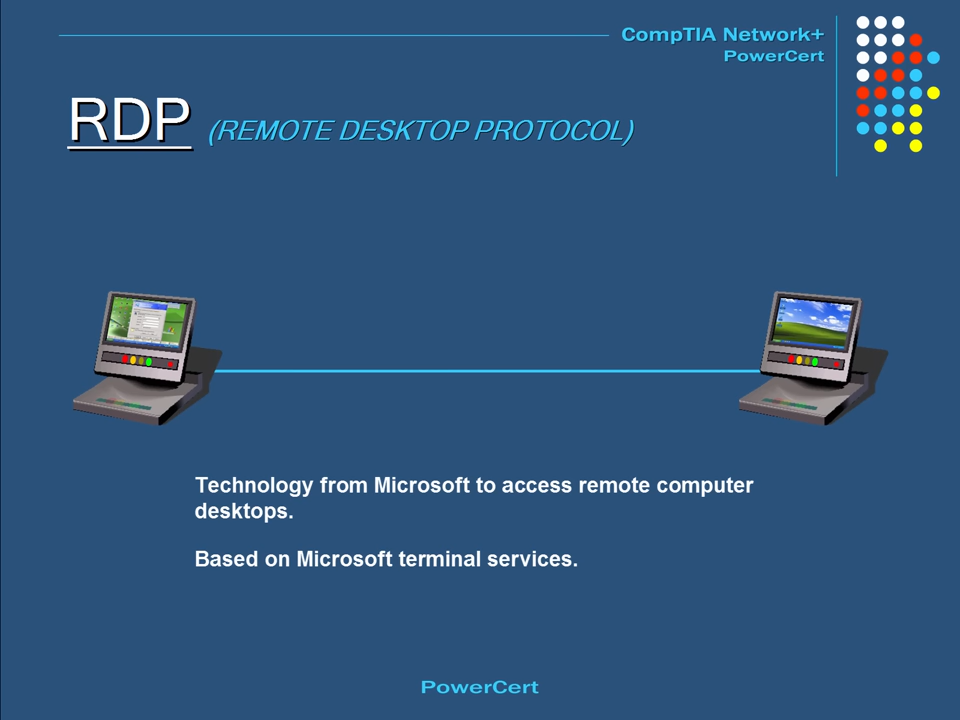 CompTIA Network+
PowerCert
RDP (REMOTE DESKTOP PROTOCOL)
Technology from Microsoft to access remote computer
desktops.
Based on Microsoft terminal services.
PowerCert